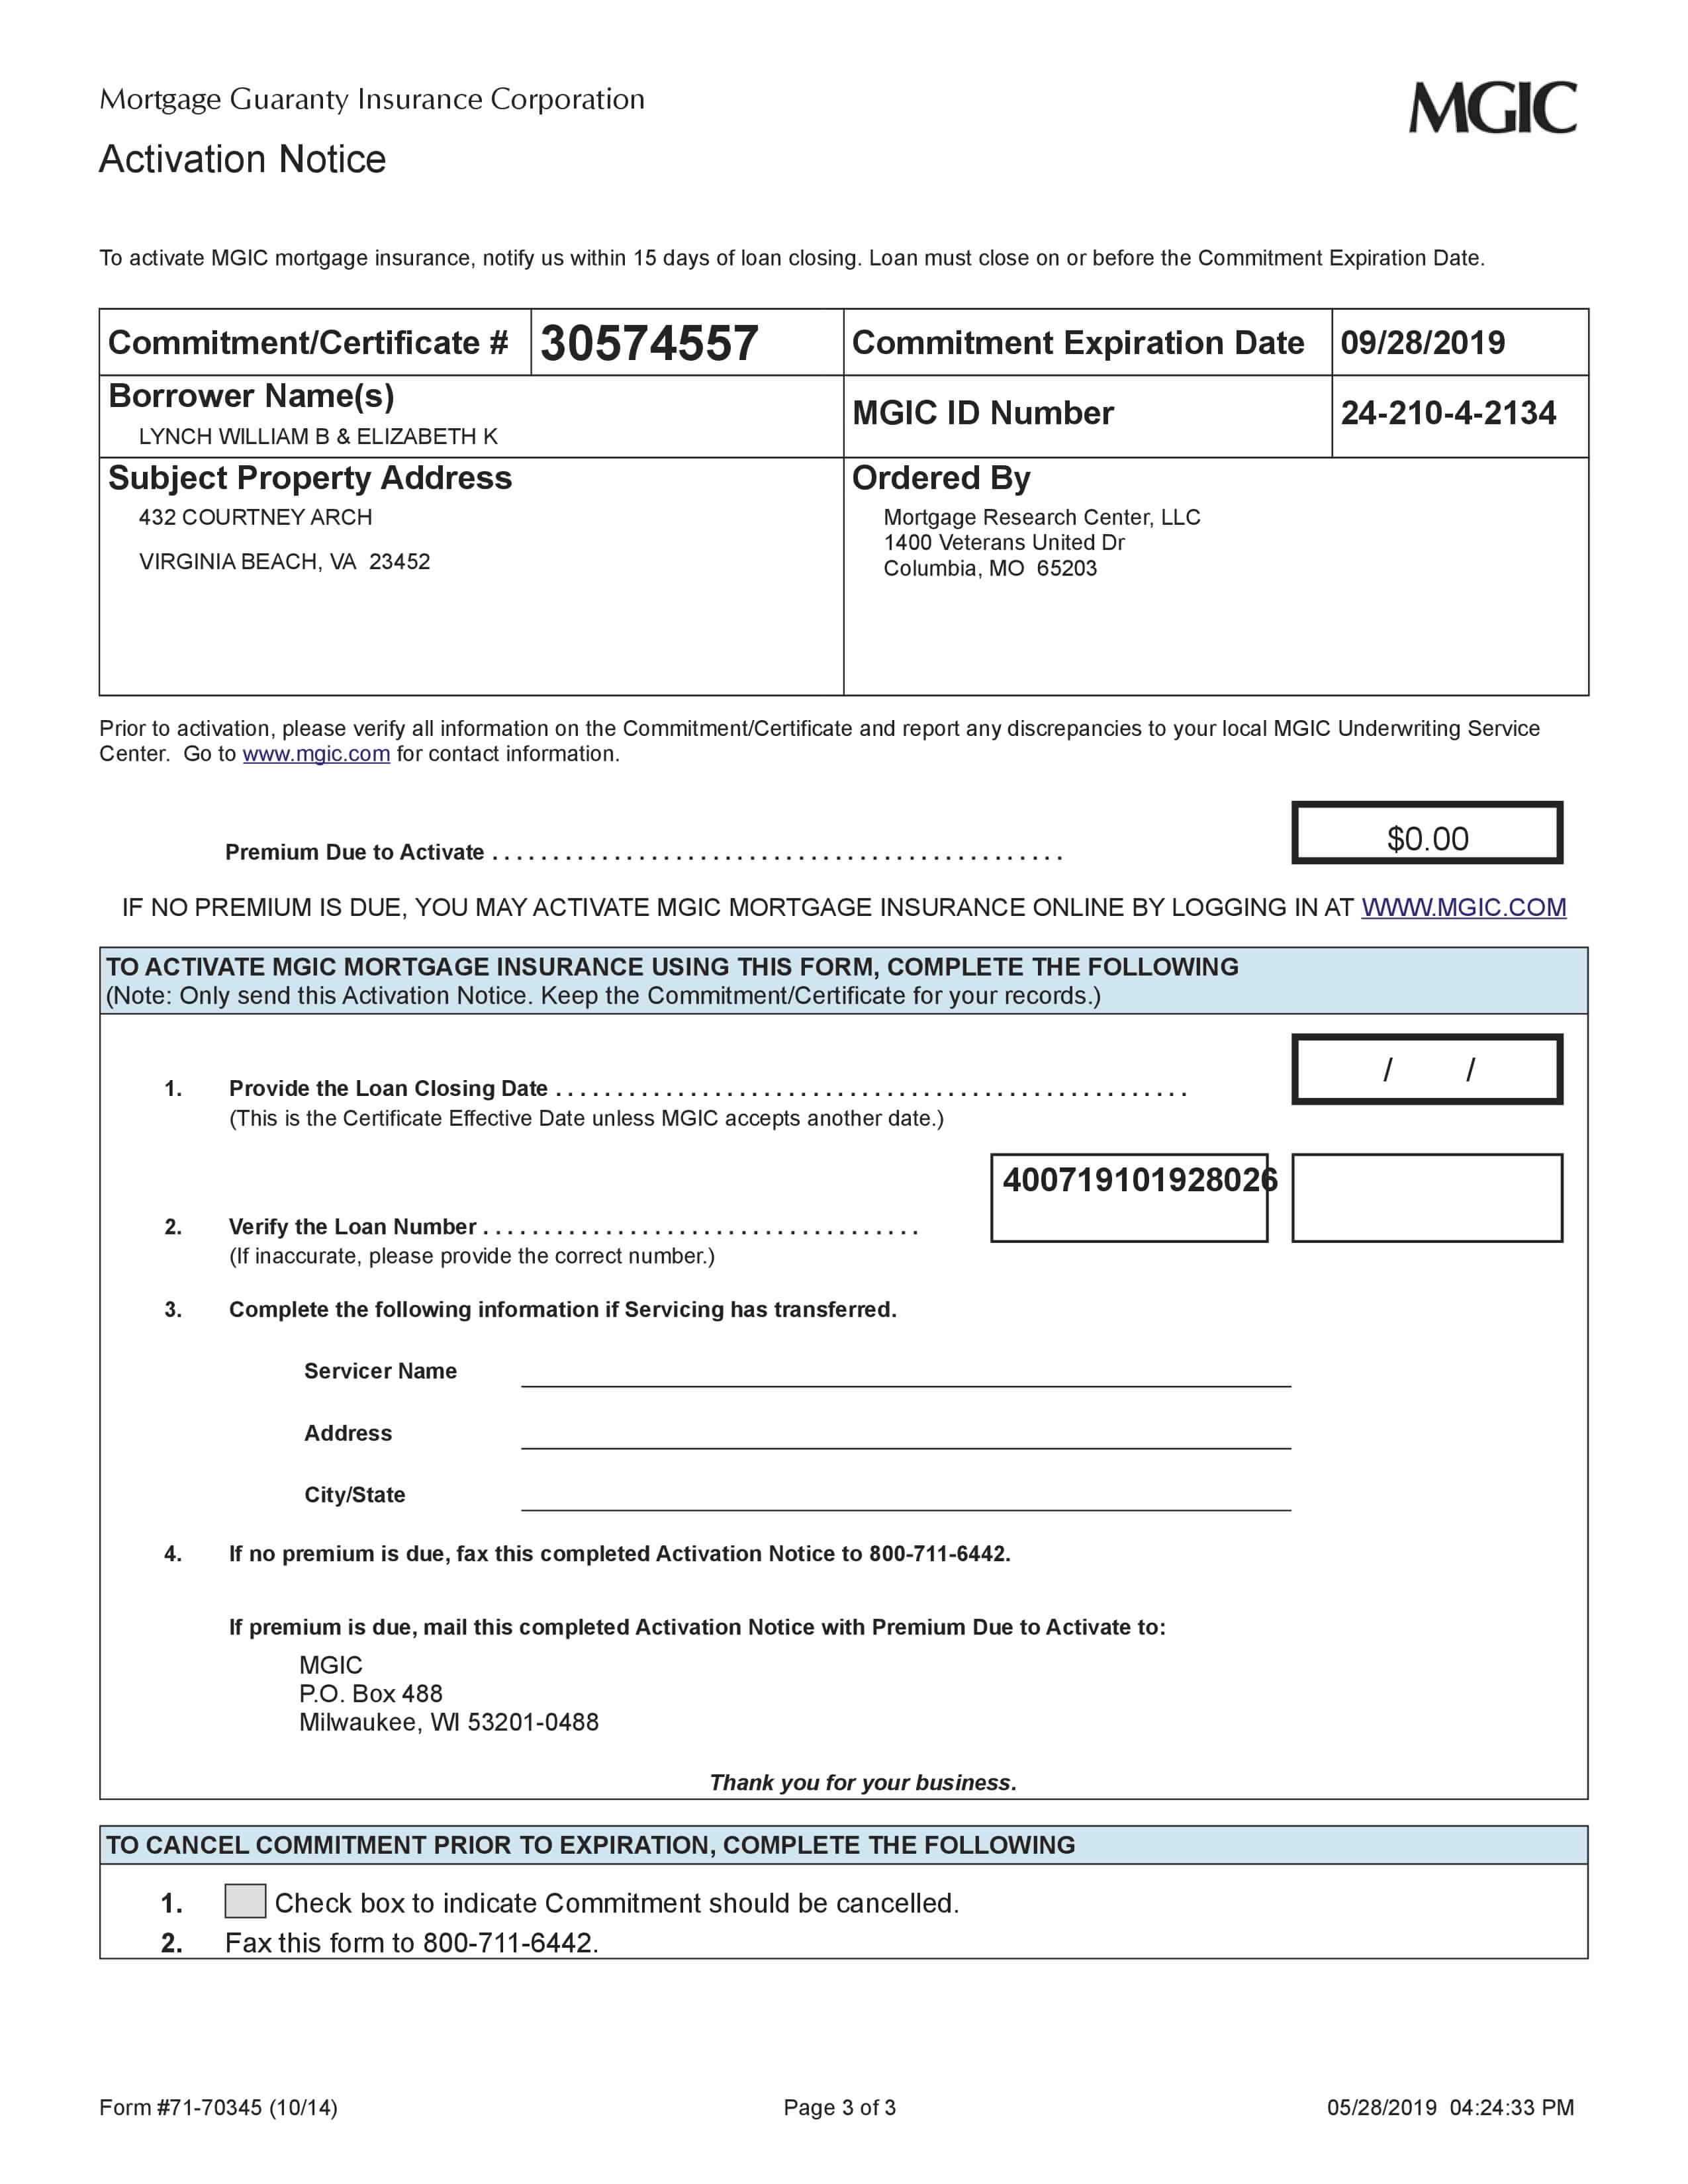 Mortgage Guaranty Insurance Corporation
MGIC
Activation Notice
To activate MGIC mortgage insurance, notify us within 15 days of loan closing. Loan must close on or before the Commitment Expiration Date.
Commitment/Certificate # 30574557 Commitment Expiration Date 09/28/2019
Borrower Name(s)
LYNCH WILLIAM B & ELIZABETH K
MGIC ID Number 24-210-4-2134
Subject Property Address
432 COURTNEY ARCH
VIRGINIA BEACH, VA  23452
Ordered By
Mortgage Research Center, LLC
1400 Veterans United Dr
Columbia, MO  65203
Prior to activation, please verify all information on the Commitment/Certificate and report any discrepancies to your local MGIC Underwriting Service
Center.  Go to www.mgic.com for contact information.
Premium Due to Activate . . . . . . . . . . . . . . . . . . . . . . . . . . . . . . . . . . . . . . . . . . . . . . . $0.00
IF NO PREMIUM IS DUE, YOU MAY ACTIVATE MGIC MORTGAGE INSURANCE ONLINE BY LOGGING IN AT WWW.MGIC.COM
TO ACTIVATE MGIC MORTGAGE INSURANCE USING THIS FORM, COMPLETE THE FOLLOWING
(Note: Only send this Activation Notice. Keep the Commitment/Certificate for your records.)
1. Provide the Loan Closing Date . . . . . . . . . . . . . . . . . . . . . . . . . . . . . . . . . . . . . . . . . . . . . . . . . . . . / /
(This is the Certificate Effective Date unless MGIC accepts another date.)
400719101928026
2. Verify the Loan Number . . . . . . . . . . . . . . . . . . . . . . . . . . . . . . . . . . . .
(If inaccurate, please provide the correct number.)
3. Complete the following information if Servicing has transferred.
Servicer Name
Address
City/State
4. If no premium is due, fax this completed Activation Notice to 800-711-6442.
If premium is due, mail this completed Activation Notice with Premium Due to Activate to:
MGIC
P.O. Box 488
Milwaukee, WI 53201-0488
Thank you for your business.
TO CANCEL COMMITMENT PRIOR TO EXPIRATION, COMPLETE THE FOLLOWING
1. Check box to indicate Commitment should be cancelled.
2. Fax this form to 800-711-6442.
Form #71-70345 (10/14) Page 3 of 3 05/28/2019  04:24:33 PM